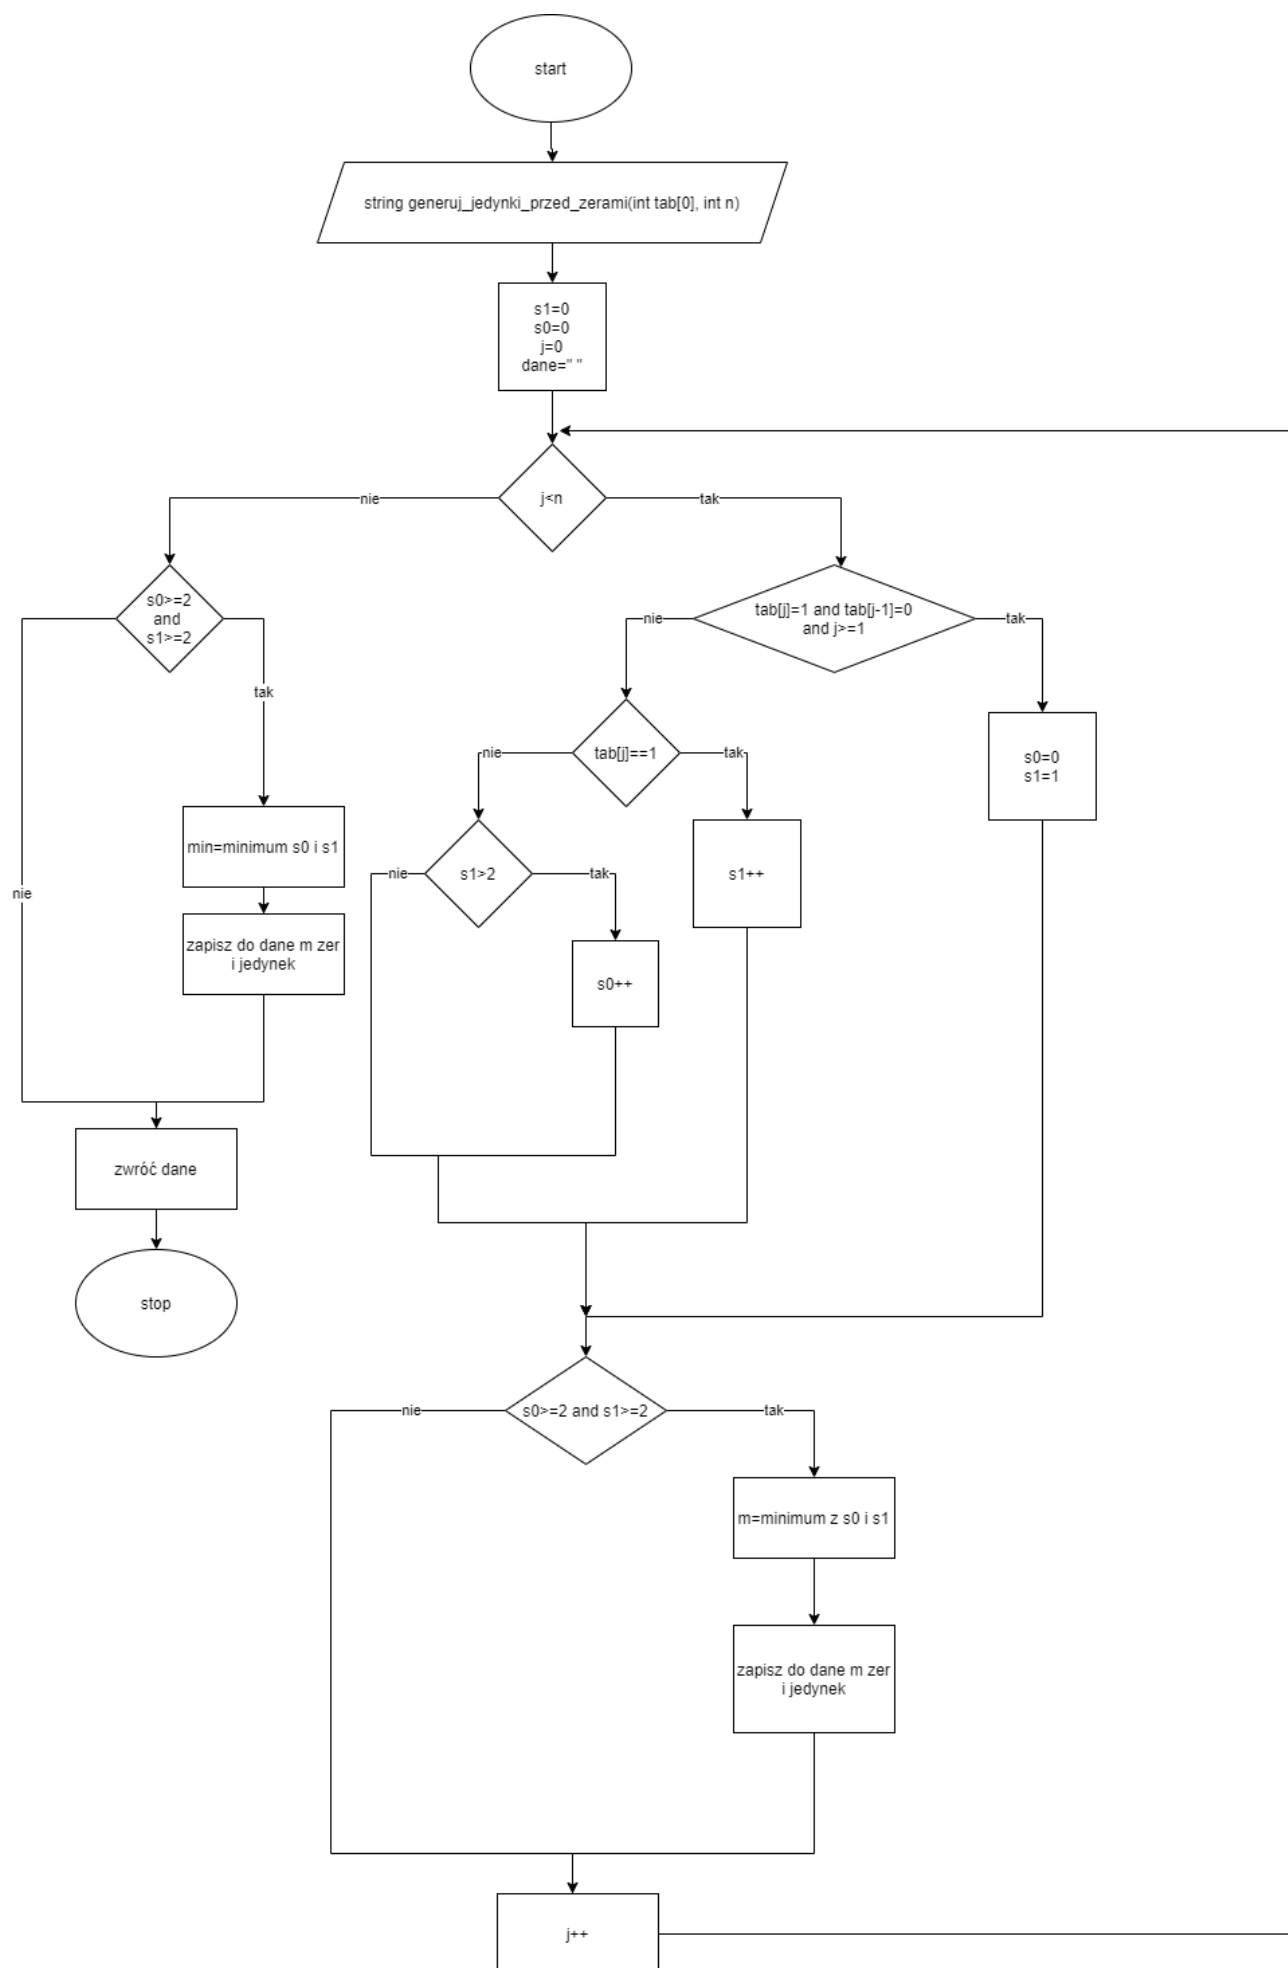 start
string generuj_jedynki_przed_zerami(int tab[0], int n)
s1=0
s0=0
j=0
dane=" "
j<n
nie
tak
s0>=2
and
s1>=2
tab[j]=1 and tab[j-1]=0
and j>=1
nie
tak
tak
nie
tab[j]==1
nie
tak
s0=0
s1=1
min=minimum s0 i s1
s1>2
nie
tak
s1++
zapisz do dane m zer
i jedynek
s0++
zwróć dane
stop
s0>=2 and s1>=2
nie
tak
m=minimum z s0 i s1
zapisz do dane m zer
i jedynek
j++